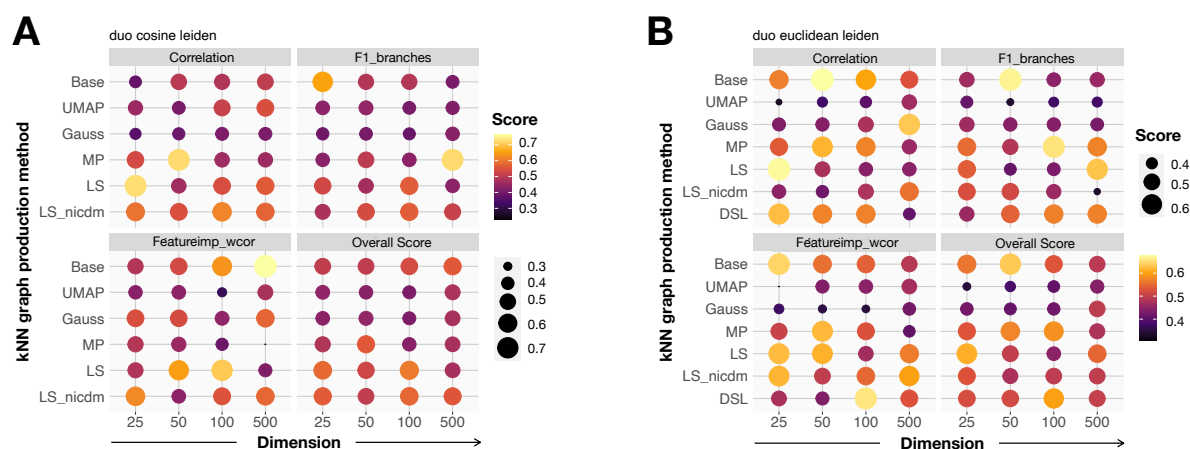 A
duo cosine leiden
Correlation
F1_branches
Base
UMAP
Gauss
MP
LS
LS_nicdm
Featureimp_wcor
Overall Score
Base
UMAP
Gauss
MP
LS
LS_nicdm
25
50
100
500
25
50
100
500
Dimension
kNN graph production method
Score
0.7
0.6
0.5
0.4
0.3
0.3
0.4
0.5
0.6
0.7
B
duo euclidean leiden
Correlation
F1_branches
Base
UMAP
Gauss
MP
LS
LS_nicdm
DSL
Featureimp_wcor
Overall Score
Base
UMAP
Gauss
MP
LS
LS_nicdm
DSL
25
50
100
500
25
50
100
500
Dimension
kNN graph production method
Score
0.4
0.5
0.6
0.6
0.5
0.4